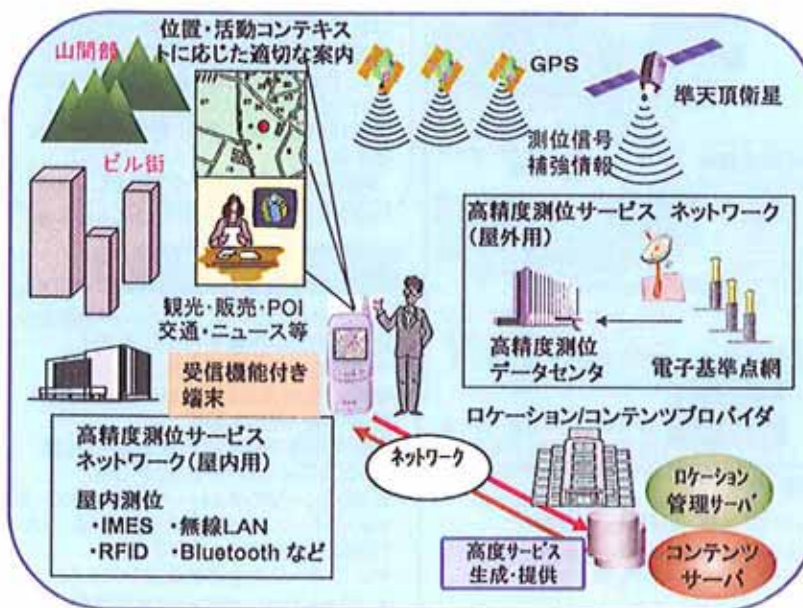 位置・活動コンテキス
トに応じた適切な案内
山間部
GPS
準天頂衛星
測位信号
補強情報
ビル街
高精度測位サービス ネットワーク
(屋外用)
観光・販売・POI
交通・ニュース等
高精度測位
データセンタ
電子基準点網
受信機能付き
端末
ロケーション/コンテンツプロバイダ
高精度測位サービス
ネットワーク(屋内用)
屋内測位
・IMES ・無線LAN
・RFID ・Bluetooth など
ネットワーク
ロケーション
管理サーバ
高度サービス
生成・提供
コンテンツ
サーバ